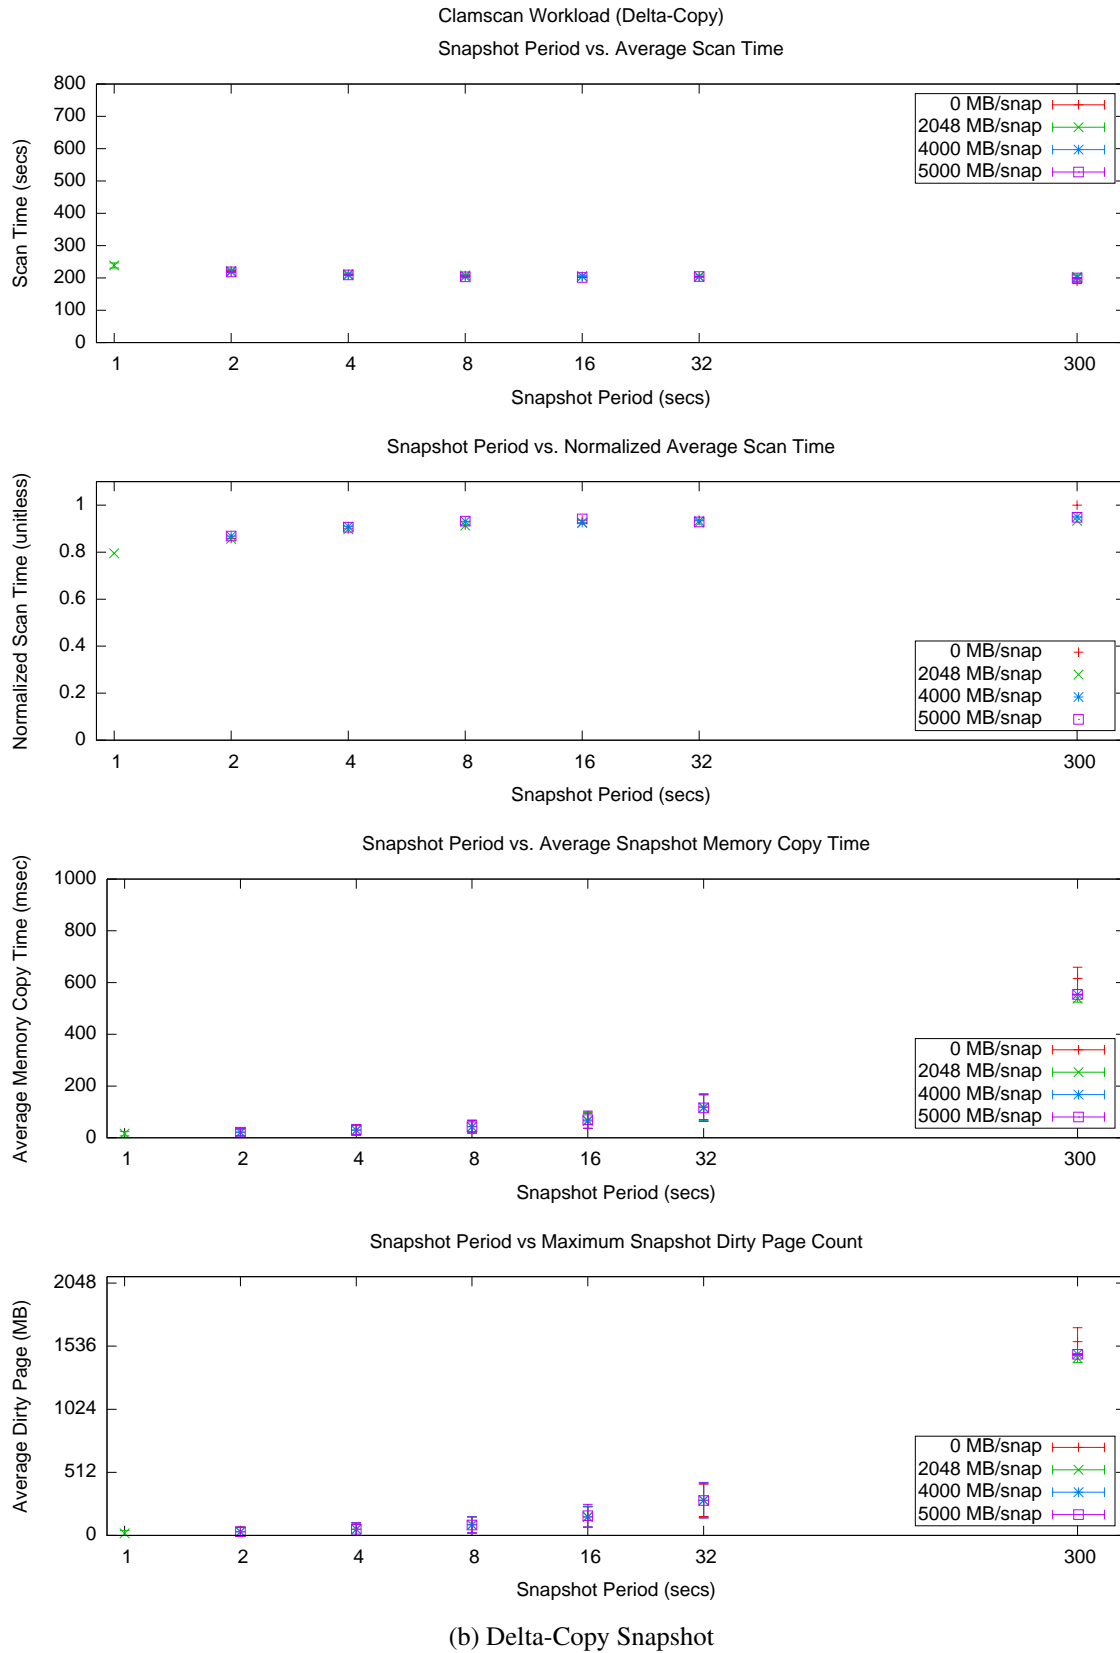 Clamscan Workload (Delta-Copy)
Snapshot Period vs. Average Scan Time
Scan Time (secs)
800
700
600
500
400
300
200
100
0
0 MB/snap
2048 MB/snap
4000 MB/snap
5000 MB/snap
1 2 4 8 16 32 300
Snapshot Period (secs)
Snapshot Period vs. Normalized Average Scan Time
Normalized Scan Time (unitless)
1
0.8
0.6
0.4
0.2
0
0 MB/snap
2048 MB/snap
4000 MB/snap
5000 MB/snap
1 2 4 8 16 32 300
Snapshot Period (secs)
Snapshot Period vs. Average Snapshot Memory Copy Time
Average Memory Copy Time (msec)
1000
800
600
400
200
0
0 MB/snap
2048 MB/snap
4000 MB/snap
5000 MB/snap
1 2 4 8 16 32 300
Snapshot Period (secs)
Snapshot Period vs Maximum Snapshot Dirty Page Count
Average Dirty Page (MB)
2048
1536
1024
512
0
0 MB/snap
2048 MB/snap
4000 MB/snap
5000 MB/snap
1 2 4 8 16 32 300
Snapshot Period (secs)
(b) Delta-Copy Snapshot